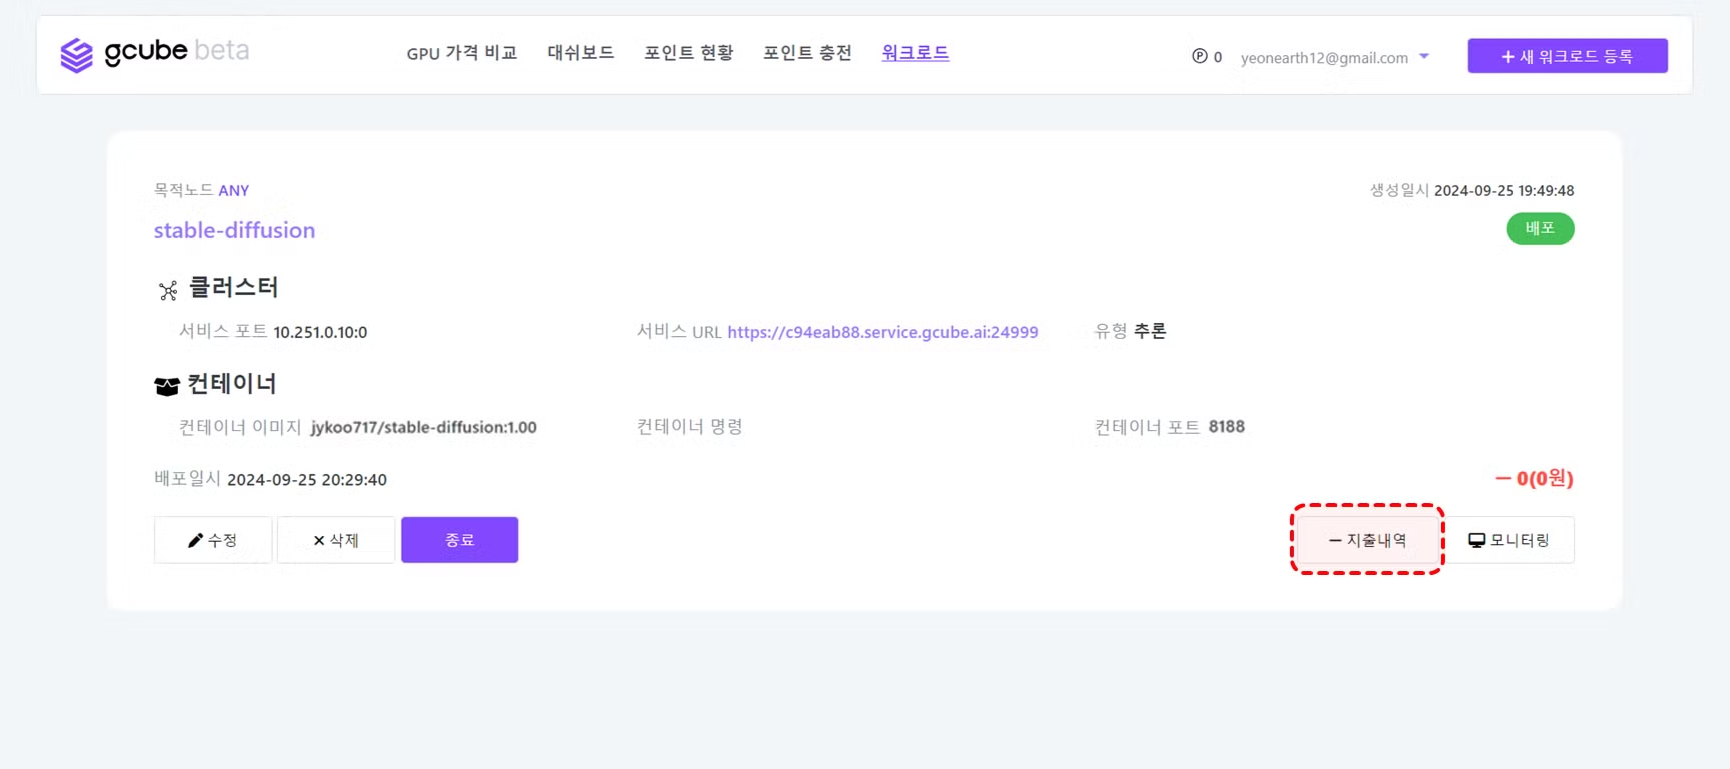 gcube beta
GPU 가격 비교 대쉬보드 포인트 현황 포인트 충전 워크로드
Ⓟ 0 yeonearth12@gmail.com
+ 새 워크로드 등록
목적노드 ANY
생성일시 2024-09-25 19:49:48
stable-diffusion
배포
클러스터
서비스 포트 10.251.0.10:0
서비스 URL https://c94eab88.service.gcube.ai:24999
유형 추론
컨테이너
컨테이너 이미지 jykoo717/stable-diffusion:1.00
컨테이너 명령
컨테이너 포트 8188
배포일시 2024-09-25 20:29:40
− 0(0원)
수정
× 삭제
종료
− 지출내역
모니터링